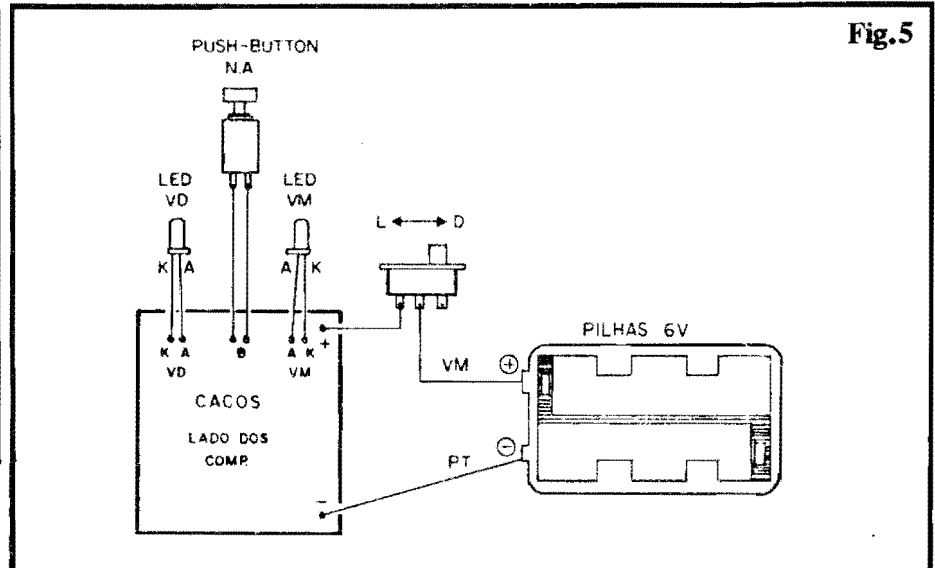 Fig.5
PUSH-BUTTON
N.A
LED
VD
LED
VM
K A
A K
L D
+
K A
VD
B
A K
VM
CACOS
LADO DOS
COMP.
-
VM
PT
PILHAS 6V
+
-